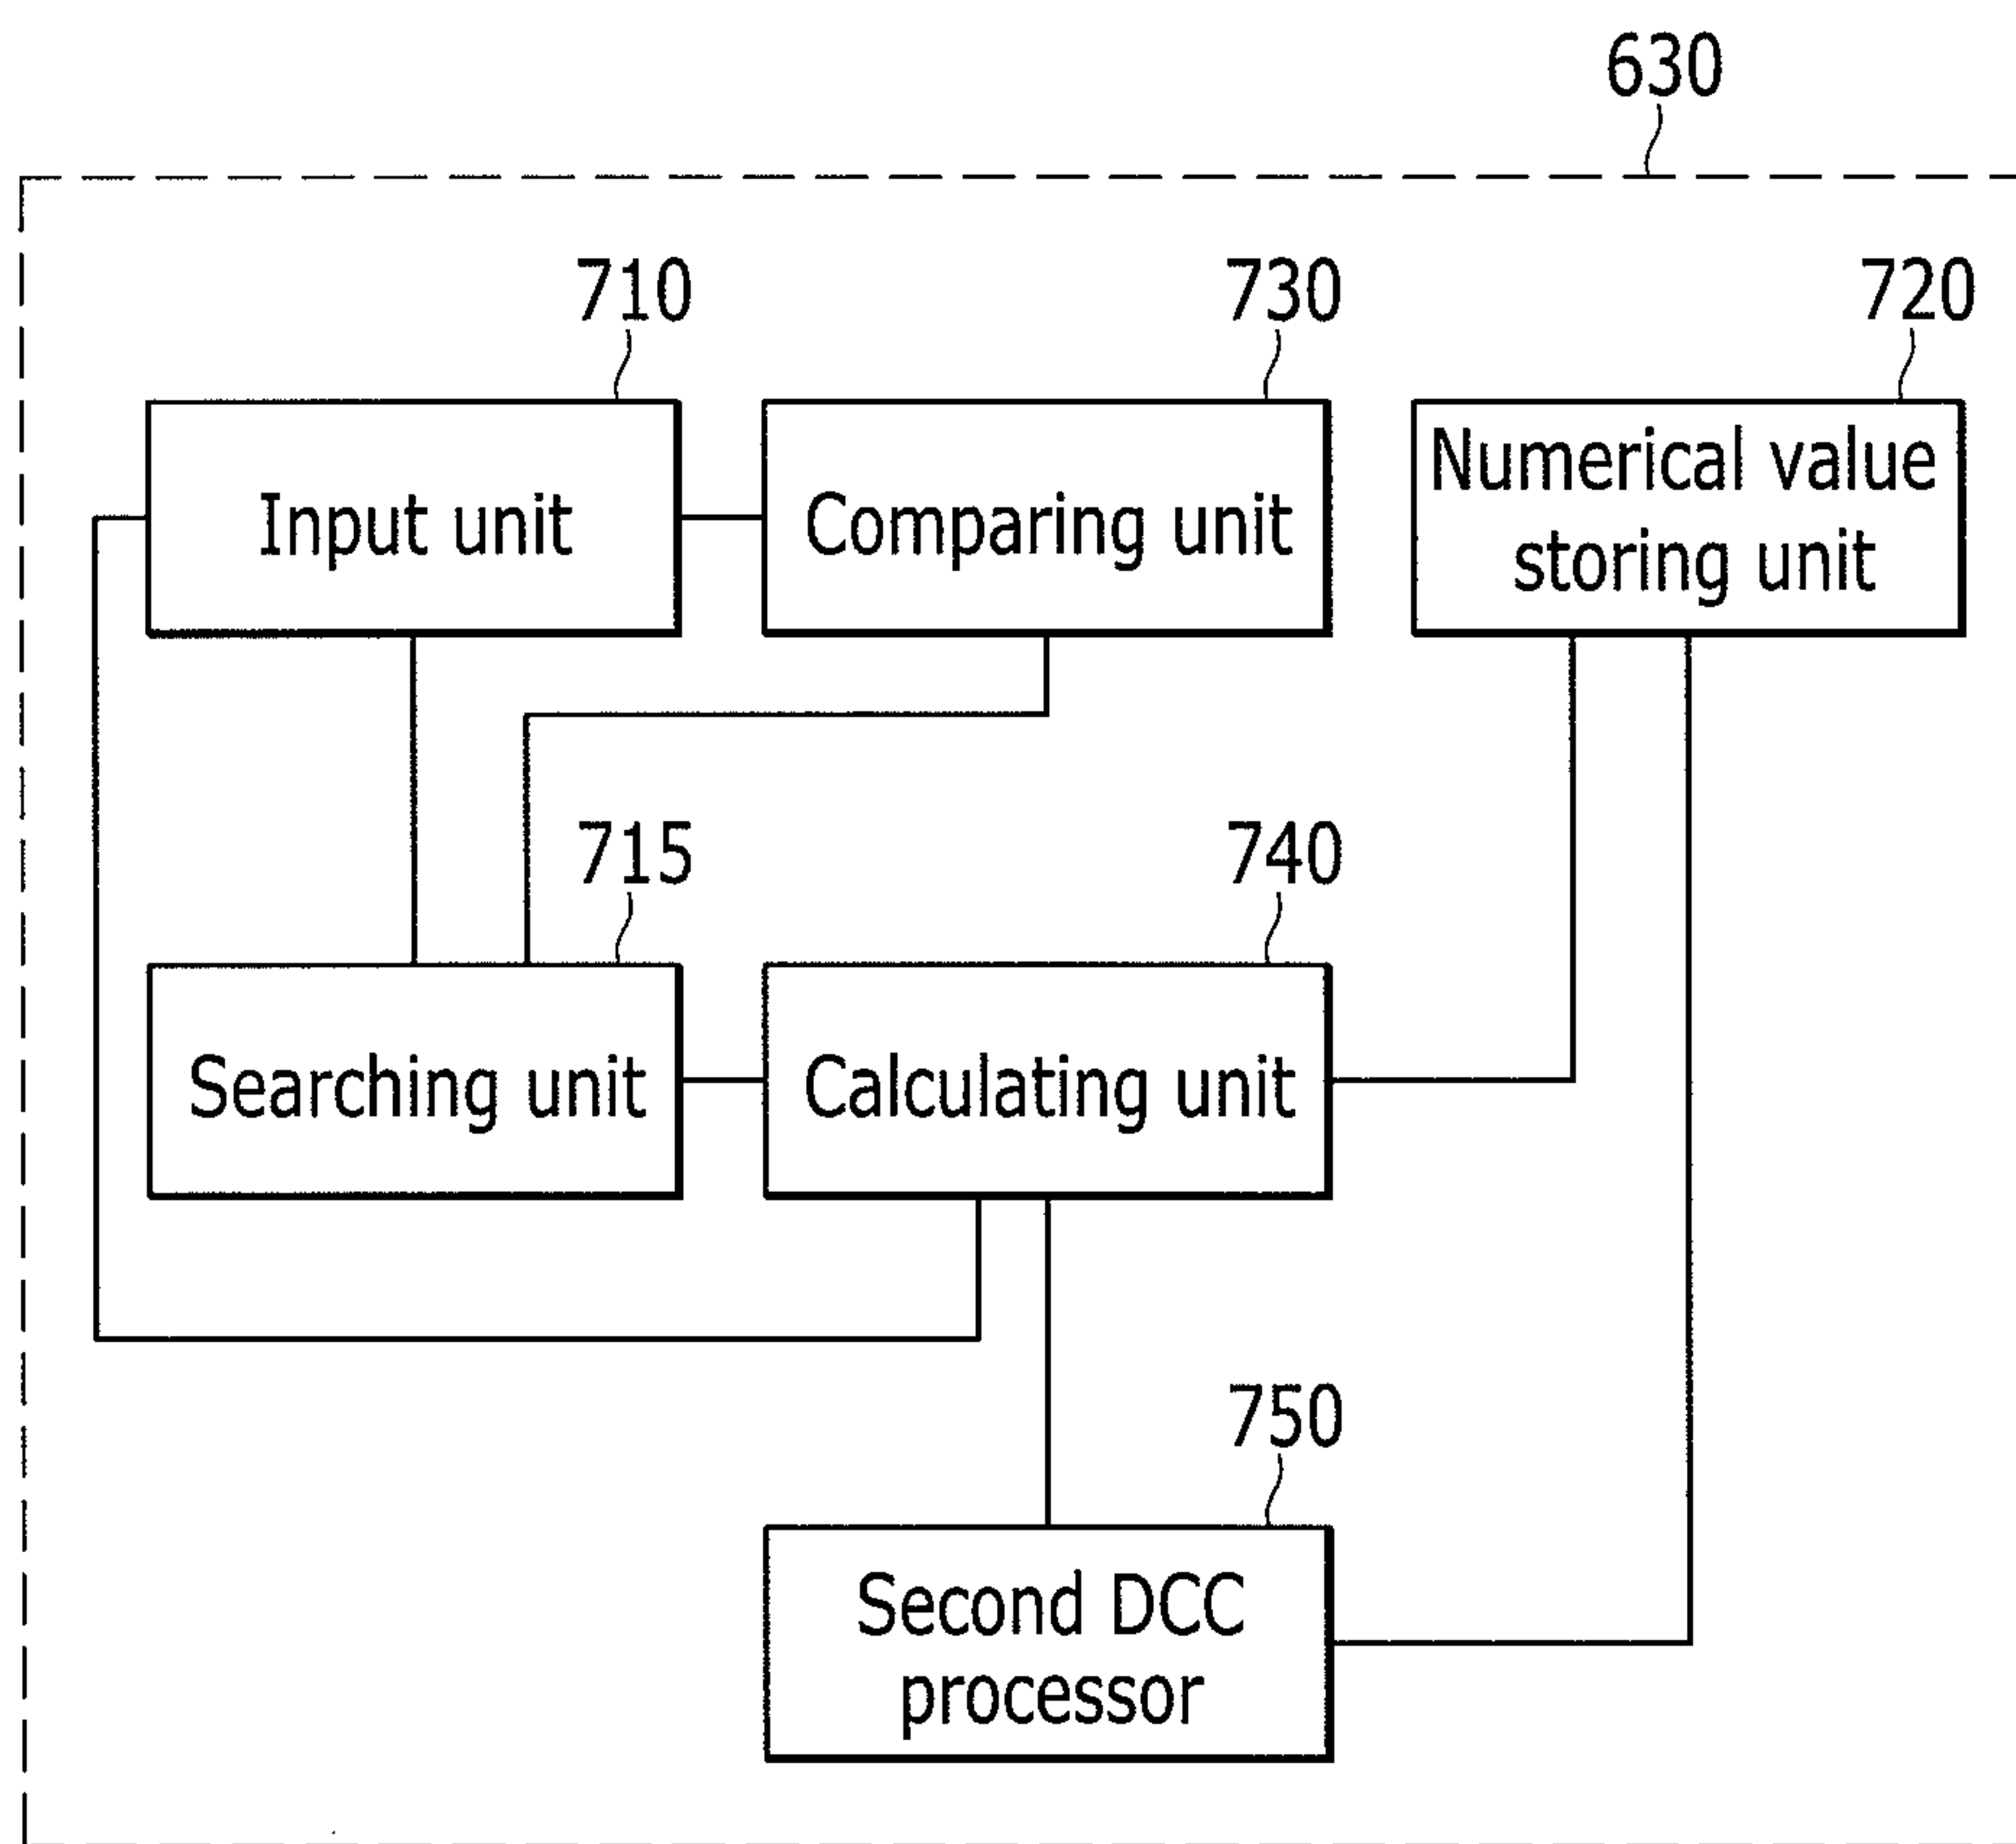 630
710
730
720
Input unit
Comparing unit
Numerical value
storing unit
715
740
Searching unit
Calculating unit
750
Second DCC
processor